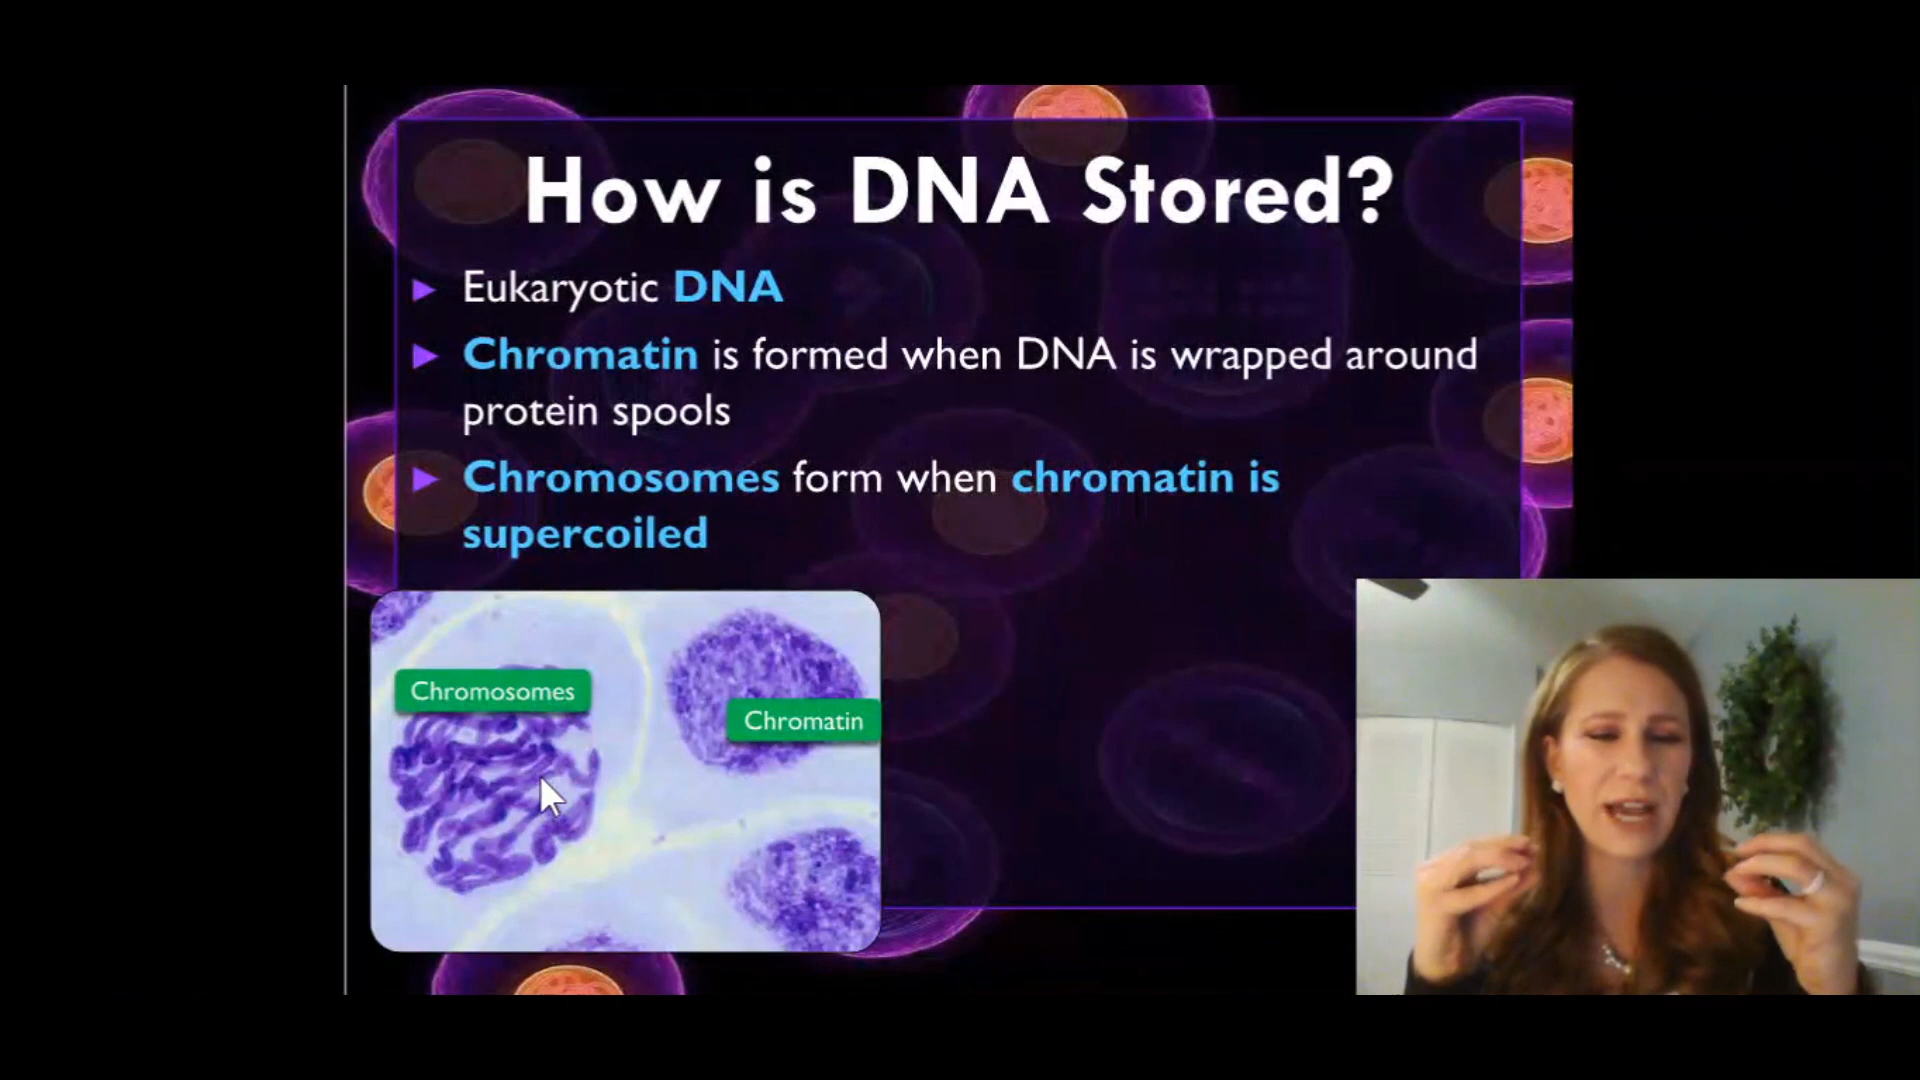 How is DNA Stored?
Eukaryotic DNA
Chromatin is formed when DNA is wrapped around
protein spools
Chromosomes form when chromatin is
supercoiled
Chromosomes
Chromatin